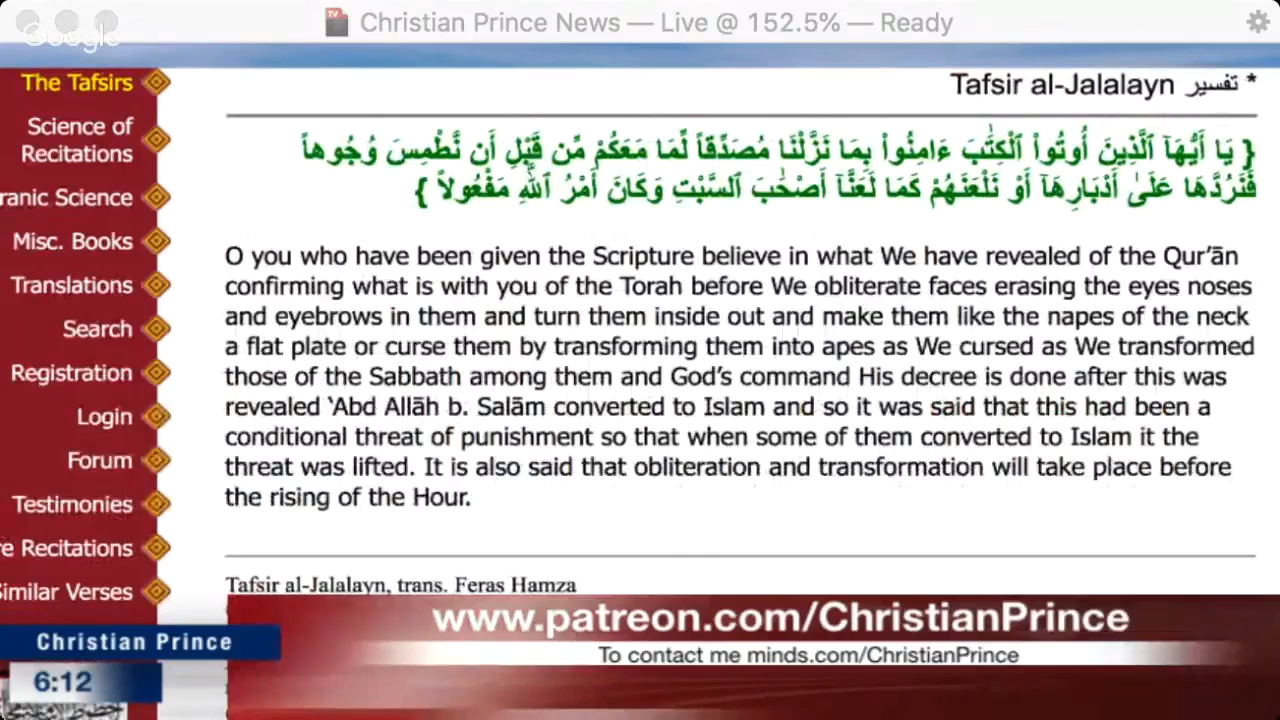 Christian Prince News — Live @ 152.5% — Ready
Google
The Tafsirs
Science of
Recitations
ranic Science
Misc. Books
Translations
Search
Registration
Login
Forum
Testimonies
e Recitations
Similar Verses
* تفسير Tafsir al-Jalalayn
{ يَا أَيُّهَآ ٱلَّذِينَ أُوتُواْ ٱلْكِتَٰبَ ءَامِنُواْ بِمَا نَزَّلْنَا مُصَدِّقاً لِّمَا مَعَكُمْ مِّن قَبْلِ أَن نَّطْمِسَ وُجُوهاً
فَنَرُدَّهَا عَلَىٰ أَدْبَارِهَآ أَوْ نَلْعَنَهُمْ كَمَا لَعَنَّآ أَصْحَٰبَ ٱلسَّبْتِ وَكَانَ أَمْرُ ٱللَّهِ مَفْعُولاً }
O you who have been given the Scripture believe in what We have revealed of the Qur’ān
confirming what is with you of the Torah before We obliterate faces erasing the eyes noses
and eyebrows in them and turn them inside out and make them like the napes of the neck
a flat plate or curse them by transforming them into apes as We cursed as We transformed
those of the Sabbath among them and God’s command His decree is done after this was
revealed ‘Abd Allāh b. Salām converted to Islam and so it was said that this had been a
conditional threat of punishment so that when some of them converted to Islam it the
threat was lifted. It is also said that obliteration and transformation will take place before
the rising of the Hour.
Tafsir al-Jalalayn, trans. Feras Hamza
www.patreon.com/ChristianPrince
To contact me minds.com/ChristianPrince
Christian Prince
6:12